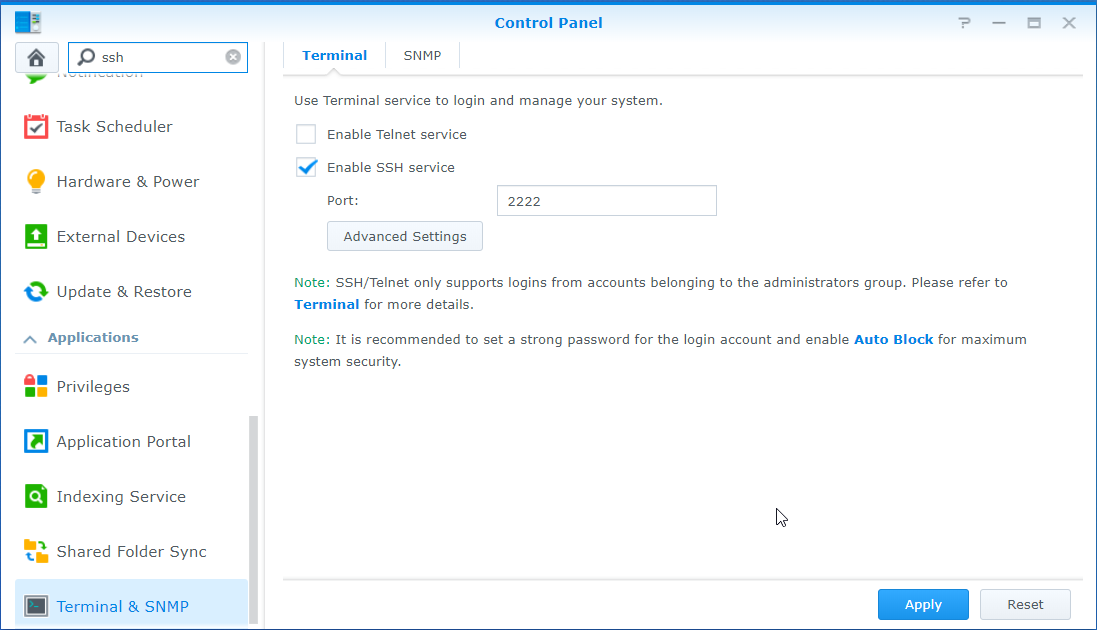 Control Panel
ssh
Notification
Task Scheduler
Hardware & Power
External Devices
Update & Restore
Applications
Privileges
Application Portal
Indexing Service
Shared Folder Sync
Terminal & SNMP
Terminal
SNMP
Use Terminal service to login and manage your system.
Enable Telnet service
Enable SSH service
Port:
2222
Advanced Settings
Note: SSH/Telnet only supports logins from accounts belonging to the administrators group. Please refer to
Terminal for more details.
Note: It is recommended to set a strong password for the login account and enable Auto Block for maximum
system security.
Apply
Reset